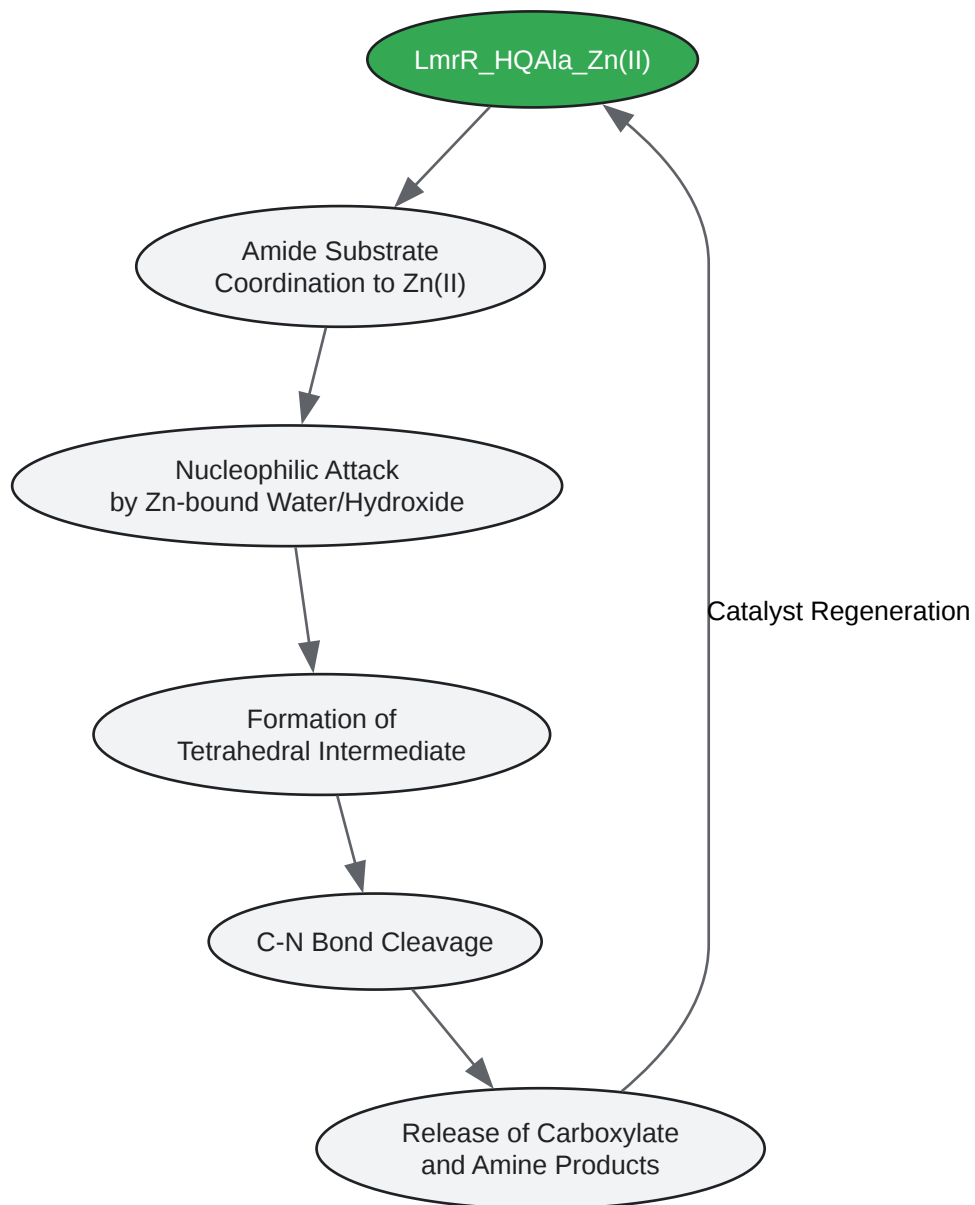 LmrR_HQAla_Zn(II)
Amide Substrate
Coordination to Zn(II)
Nucleophilic Attack
by Zn-bound Water/Hydroxide
Catalyst Regeneration
Formation of
Tetrahedral Intermediate
C-N Bond Cleavage
Release of Carboxylate
and Amine Products